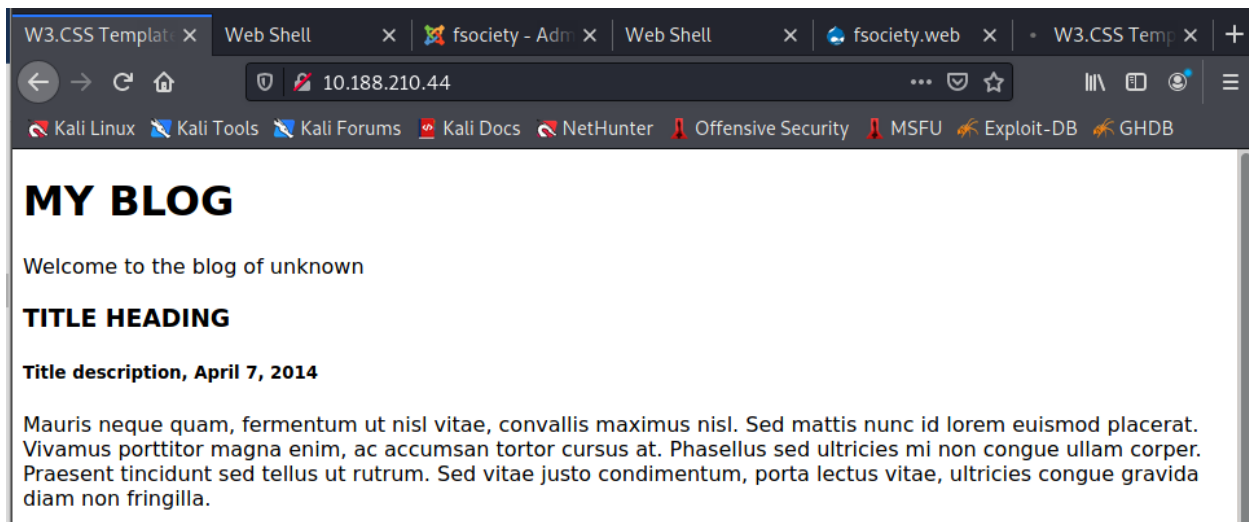 W3.CSS Templat
Web Shell
fsociety - Adm
Web Shell
fsociety.web
W3.CSS Temp
10.188.210.44
Kali Linux Kali Tools Kali Forums Kali Docs NetHunter Offensive Security MSFU Exploit-DB GHDB
MY BLOG
Welcome to the blog of unknown
TITLE HEADING
Title description, April 7, 2014
Mauris neque quam, fermentum ut nisl vitae, convallis maximus nisl. Sed mattis nunc id lorem euismod placerat.
Vivamus porttitor magna enim, ac accumsan tortor cursus at. Phasellus sed ultricies mi non congue ullam corper.
Praesent tincidunt sed tellus ut rutrum. Sed vitae justo condimentum, porta lectus vitae, ultricies congue gravida
diam non fringilla.